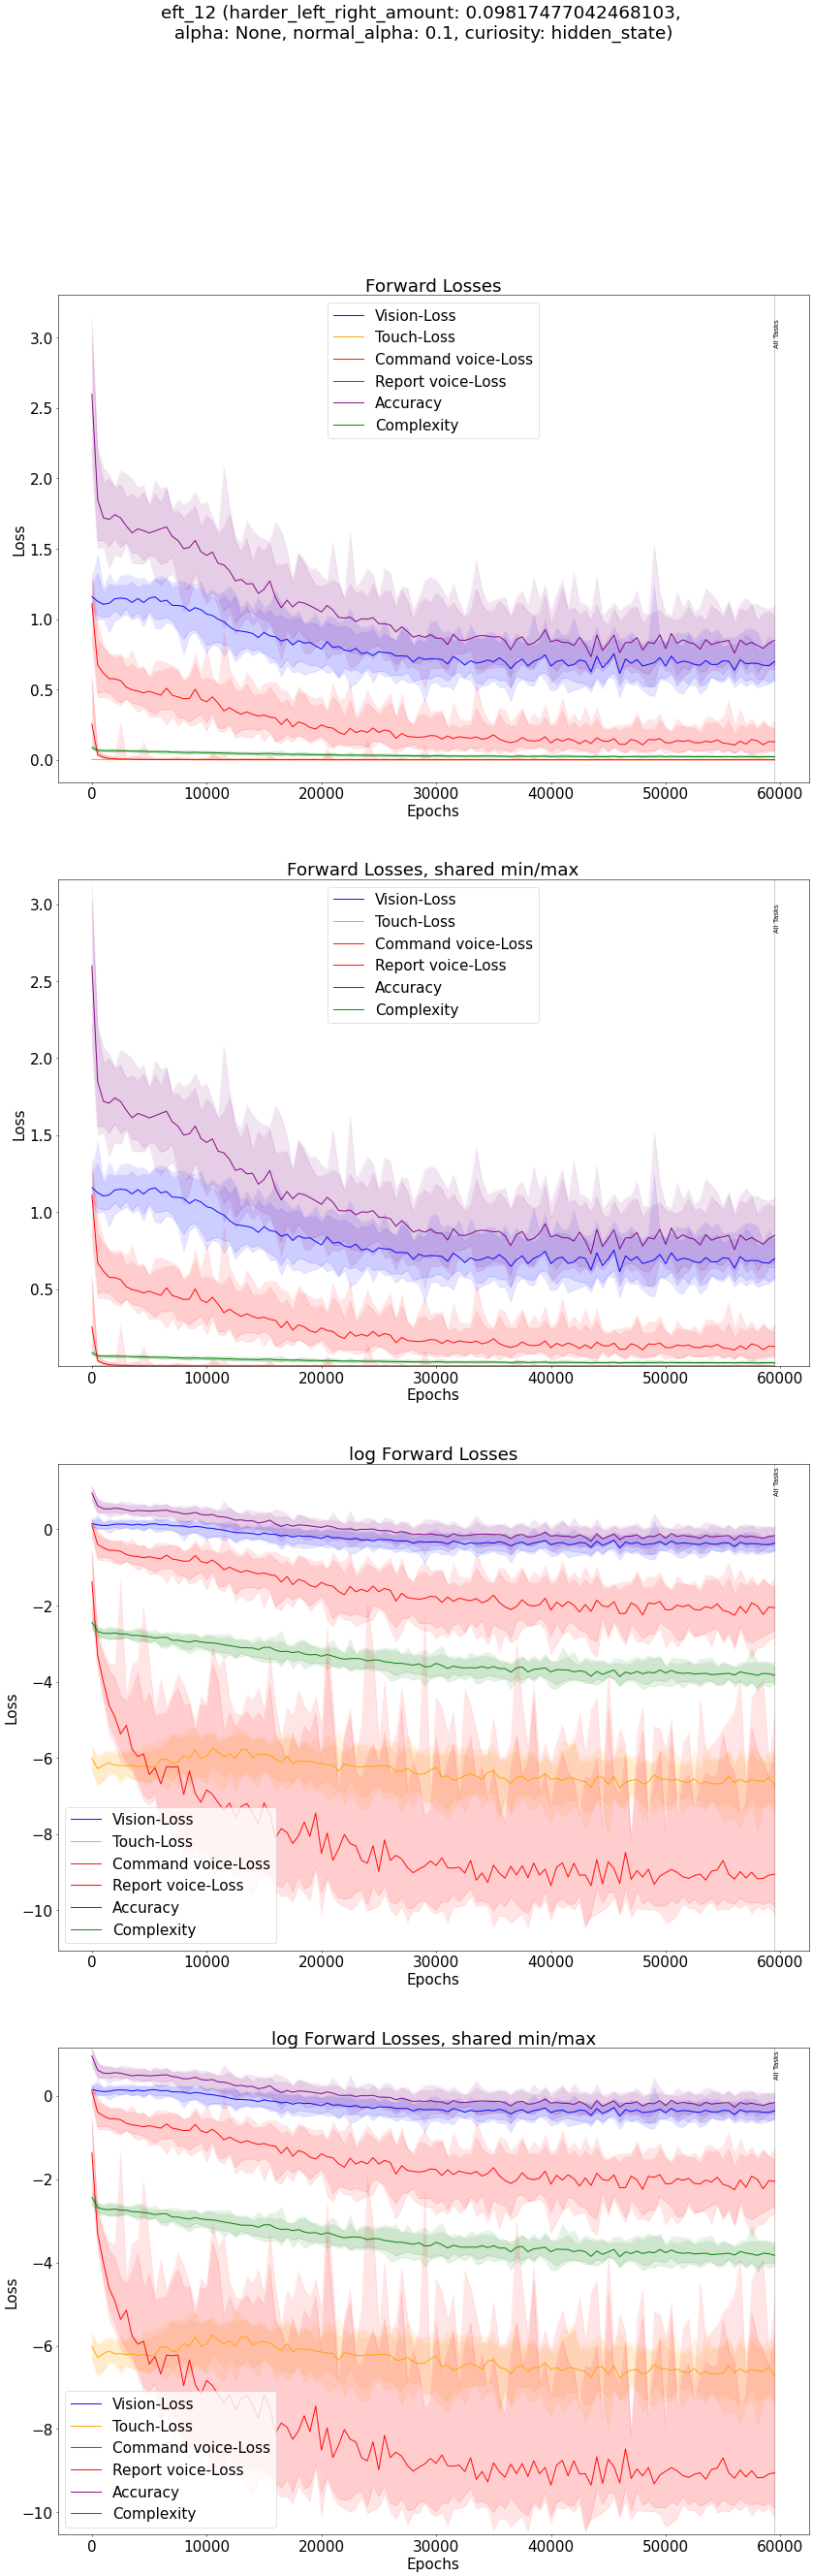 eft_12 (harder_left_right_amount: 0.09817477042468103,
alpha: None, normal_alpha: 0.1, curiosity: hidden_state)
Forward Losses
Vision-Loss
Touch-Loss
Command voice-Loss
Report voice-Loss
Accuracy
Complexity
All Tasks
3.0
2.5
2.0
1.5
1.0
0.5
0.0
Loss
0 10000 20000 30000 40000 50000 60000
Epochs
Forward Losses, shared min/max
Vision-Loss
Touch-Loss
Command voice-Loss
Report voice-Loss
Accuracy
Complexity
All Tasks
3.0
2.5
2.0
1.5
1.0
0.5
Loss
0 10000 20000 30000 40000 50000 60000
Epochs
log Forward Losses
All Tasks
0
−2
−4
−6
−8
−10
Loss
Vision-Loss
Touch-Loss
Command voice-Loss
Report voice-Loss
Accuracy
Complexity
0 10000 20000 30000 40000 50000 60000
Epochs
log Forward Losses, shared min/max
All Tasks
0
−2
−4
−6
−8
−10
Loss
Vision-Loss
Touch-Loss
Command voice-Loss
Report voice-Loss
Accuracy
Complexity
0 10000 20000 30000 40000 50000 60000
Epochs